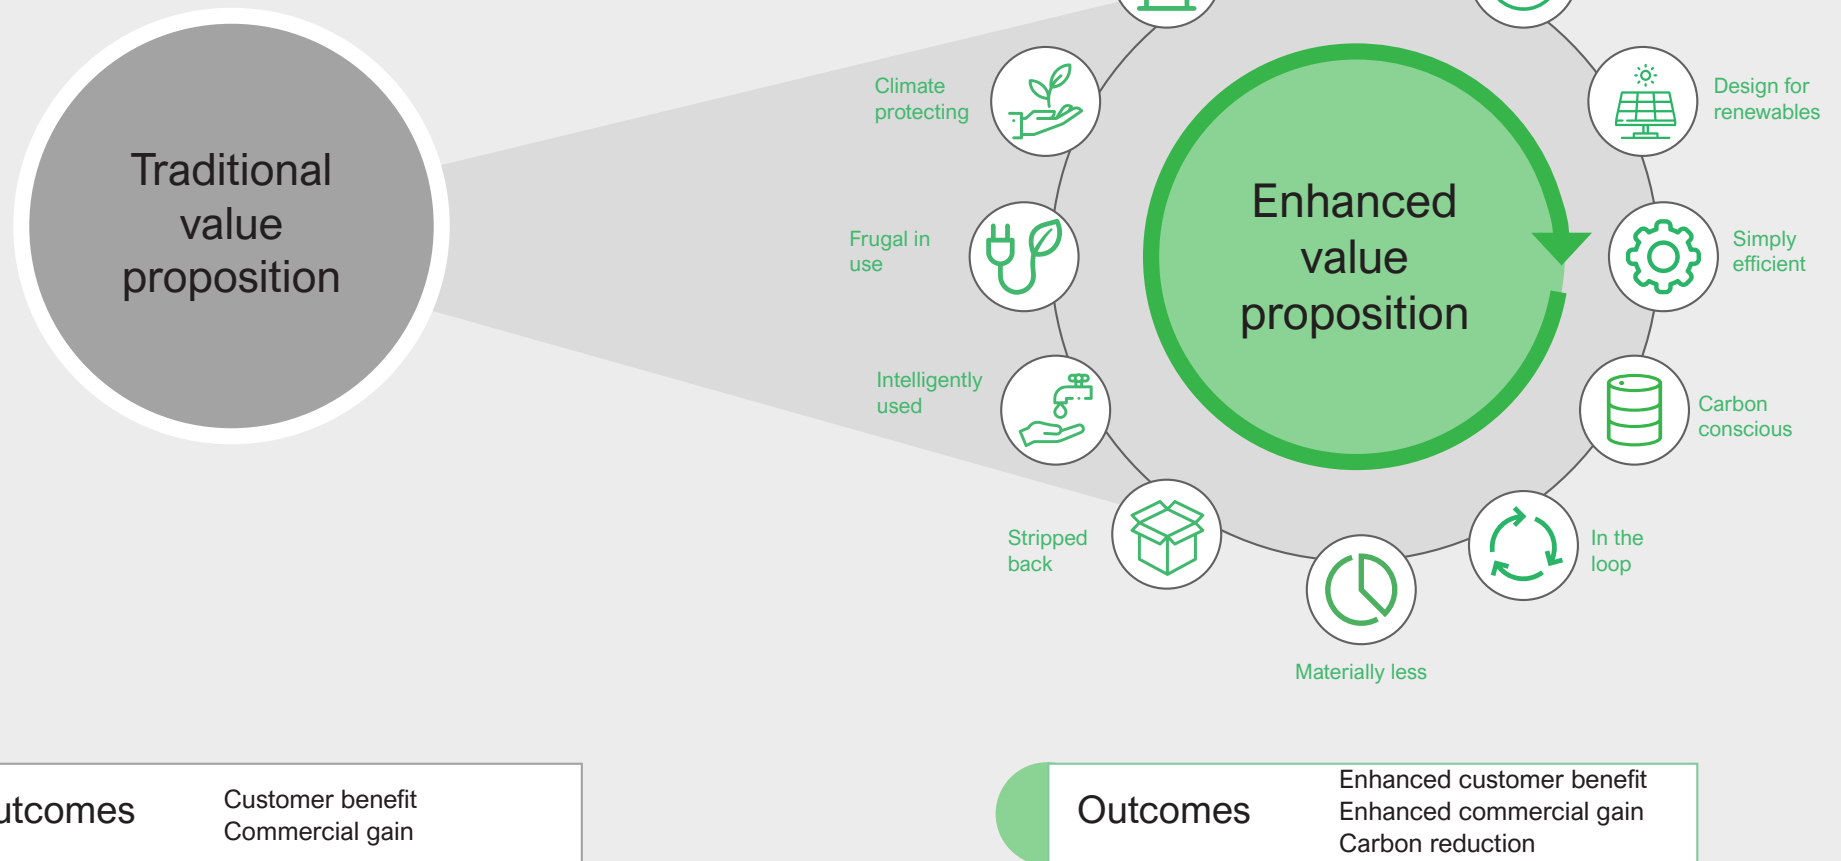 Traditional
value
proposition
Climate
protecting
Frugal in
use
Intelligently
used
Stripped
back
Materially less
In the
loop
Carbon
conscious
Simply
efficient
Design for
renewables
Enhanced
value
proposition
utcomes
Customer benefit
Commercial gain
Outcomes
Enhanced customer benefit
Enhanced commercial gain
Carbon reduction